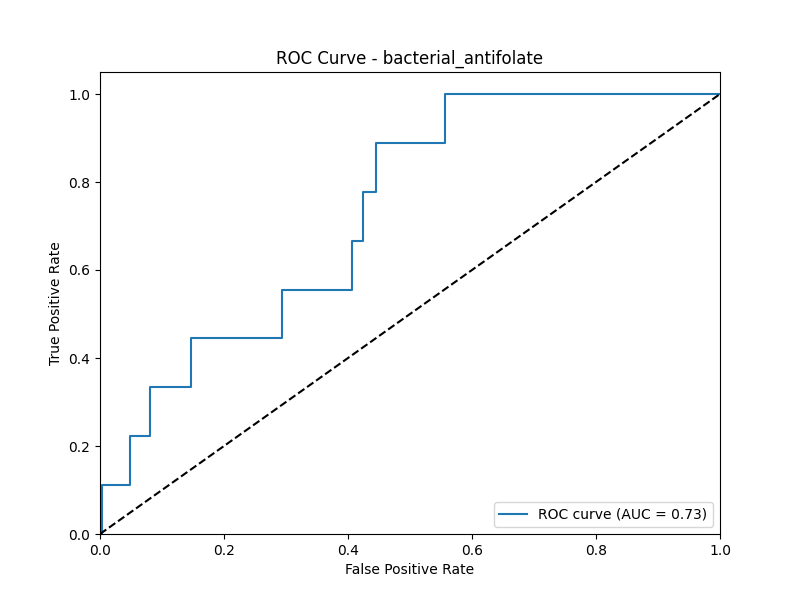 ROC Curve - bacterial_antifolate
1.0
0.8
0.6
0.4
0.2
0.0
True Positive Rate
ROC curve (AUC = 0.73)
0.0 0.2 0.4 0.6 0.8 1.0
False Positive Rate